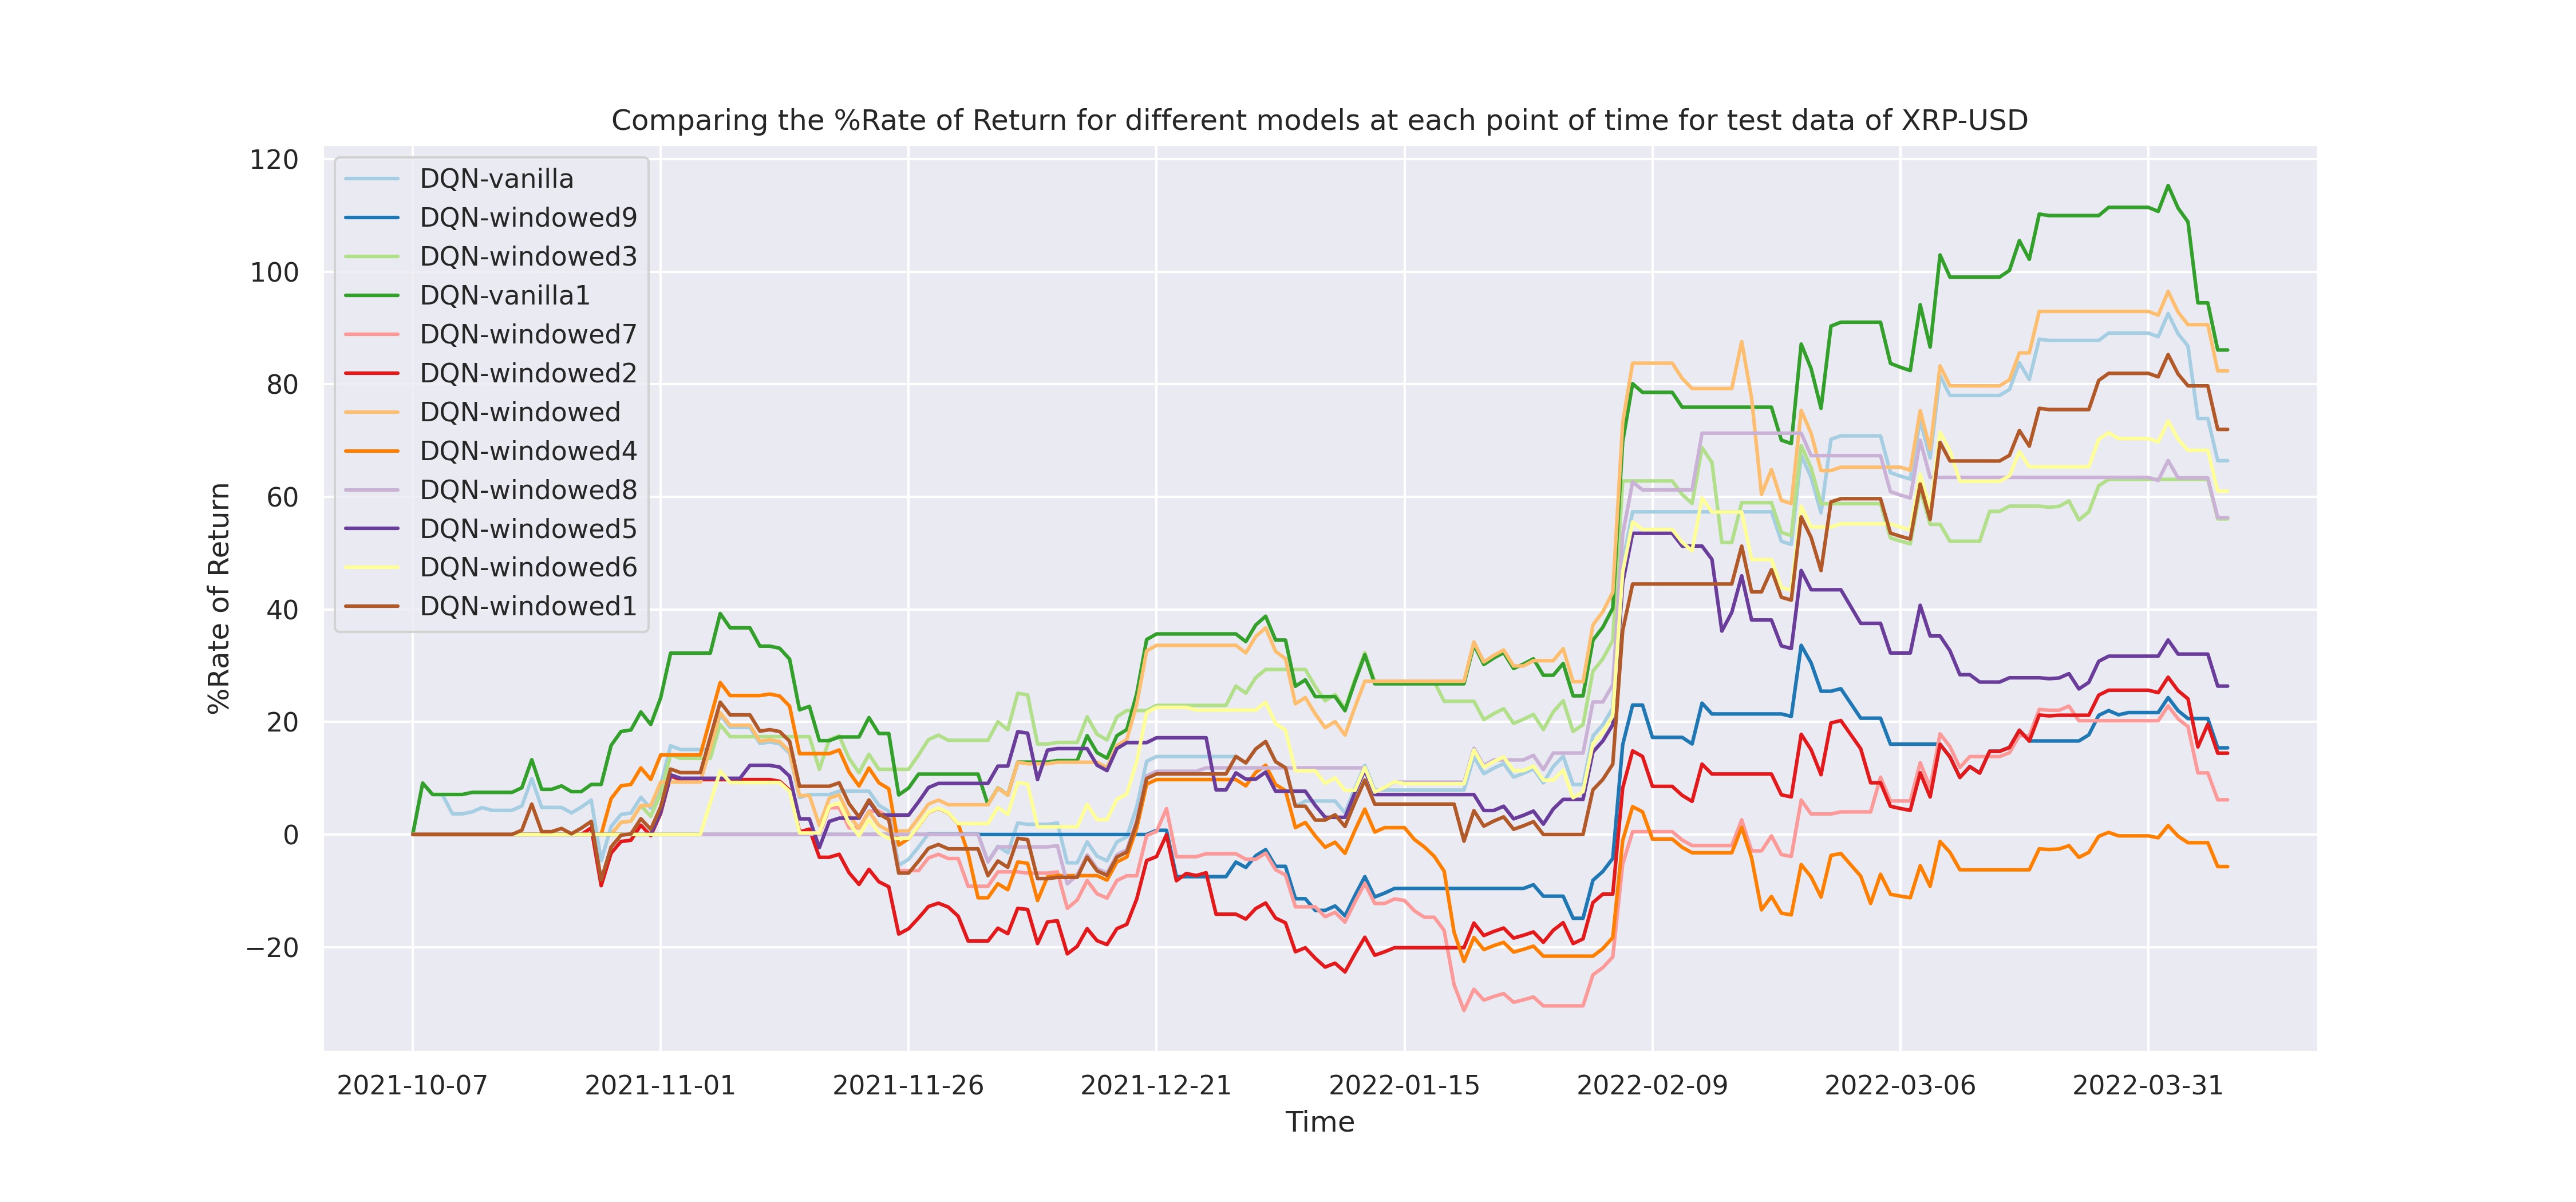 Comparing the %Rate of Return for different models at each point of time for test data of XRP-USD
120
100
80
60
40
20
0
−20
%Rate of Return
DQN-vanilla
DQN-windowed9
DQN-windowed3
DQN-vanilla1
DQN-windowed7
DQN-windowed2
DQN-windowed
DQN-windowed4
DQN-windowed8
DQN-windowed5
DQN-windowed6
DQN-windowed1
2021-10-07 2021-11-01 2021-11-26 2021-12-21 2022-01-15 2022-02-09 2022-03-06 2022-03-31
Time